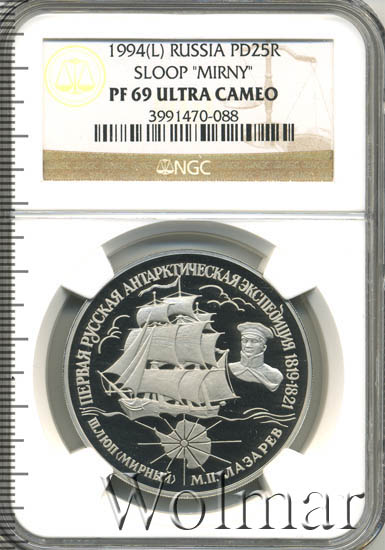 1994(L) RUSSIA PD25R
SLOOP "MIRNY"
PF 69 ULTRA CAMEO
3991470-088
NGC
ПЕРВАЯ РУССКАЯ АНТАРКТИЧЕСКАЯ ЭКСПЕДИЦИЯ 1819-1821
ШЛЮП «МИРНЫЙ» М.П. ЛАЗАРЕВ
Wolmar